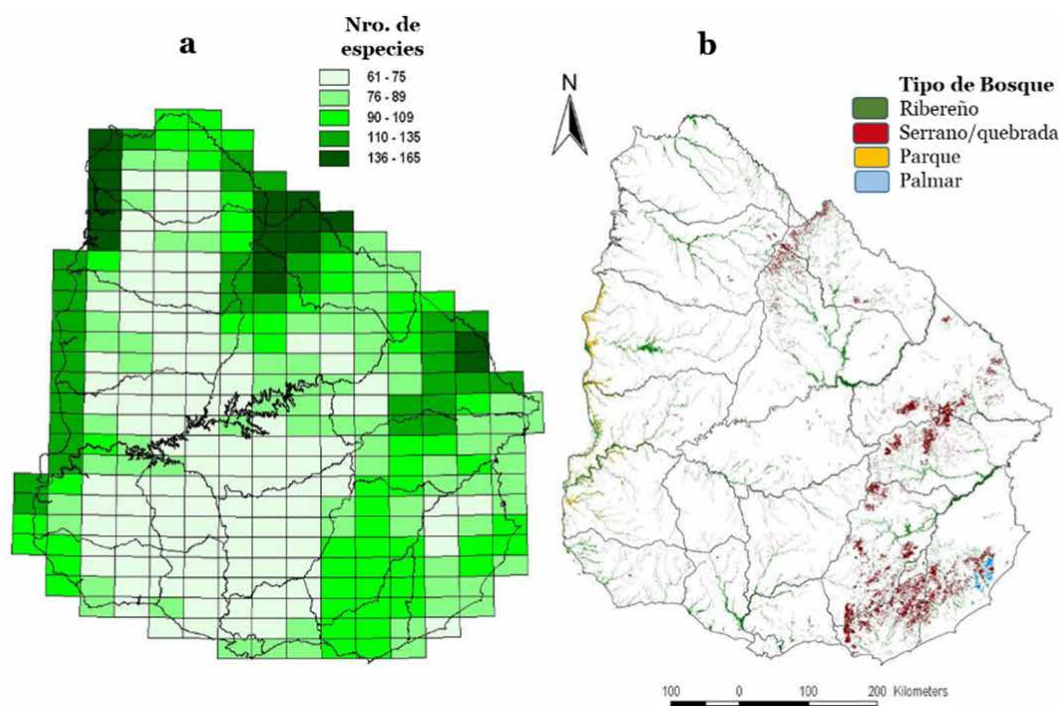 a
Nro. de
especies
61 - 75
76 - 89
90 - 109
110 - 135
136 - 165
b
N
Tipo de Bosque
Ribereño
Serrano/quebrada
Parque
Palmar
100 0 100 200 Kilometers